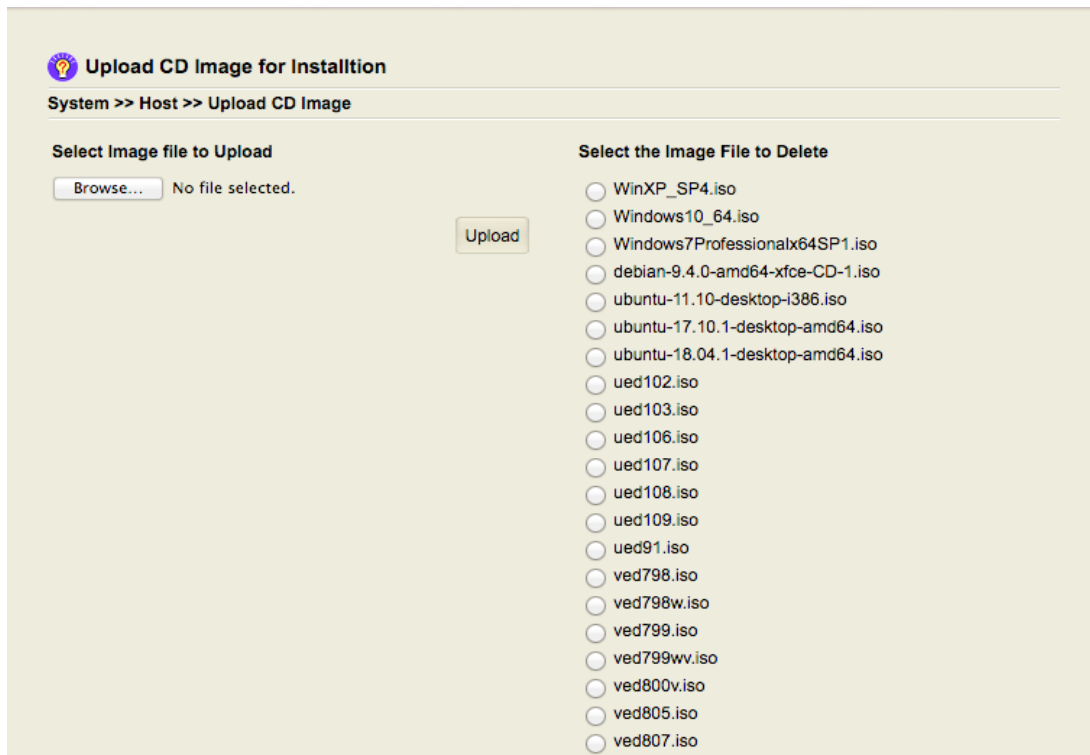 Upload CD Image for Installtion
System >> Host >> Upload CD Image
Select Image file to Upload
Browse... No file selected.
Upload
Select the Image File to Delete
WinXP_SP4.iso
Windows10_64.iso
Windows7Professionalx64SP1.iso
debian-9.4.0-amd64-xfce-CD-1.iso
ubuntu-11.10-desktop-i386.iso
ubuntu-17.10.1-desktop-amd64.iso
ubuntu-18.04.1-desktop-amd64.iso
ued102.iso
ued103.iso
ued106.iso
ued107.iso
ued108.iso
ued109.iso
ued91.iso
ved798.iso
ved798w.iso
ved799.iso
ved799wv.iso
ved800v.iso
ved805.iso
ved807.iso